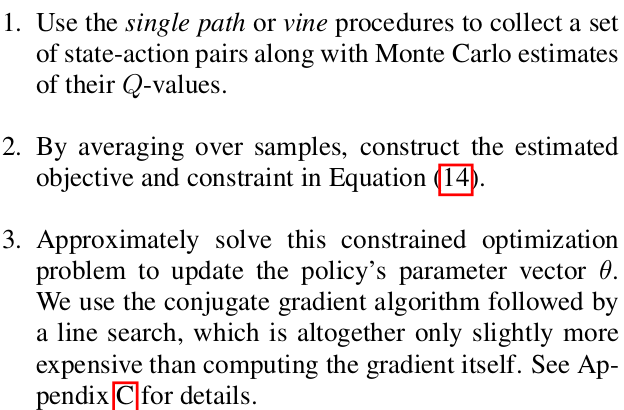 1. Use the single path or vine procedures to collect a set
of state-action pairs along with Monte Carlo estimates
of their Q-values.
2. By averaging over samples, construct the estimated
objective and constraint in Equation (14).
3. Approximately solve this constrained optimization
problem to update the policy's parameter vector θ.
We use the conjugate gradient algorithm followed by
a line search, which is altogether only slightly more
expensive than computing the gradient itself. See Ap-
pendix C for details.